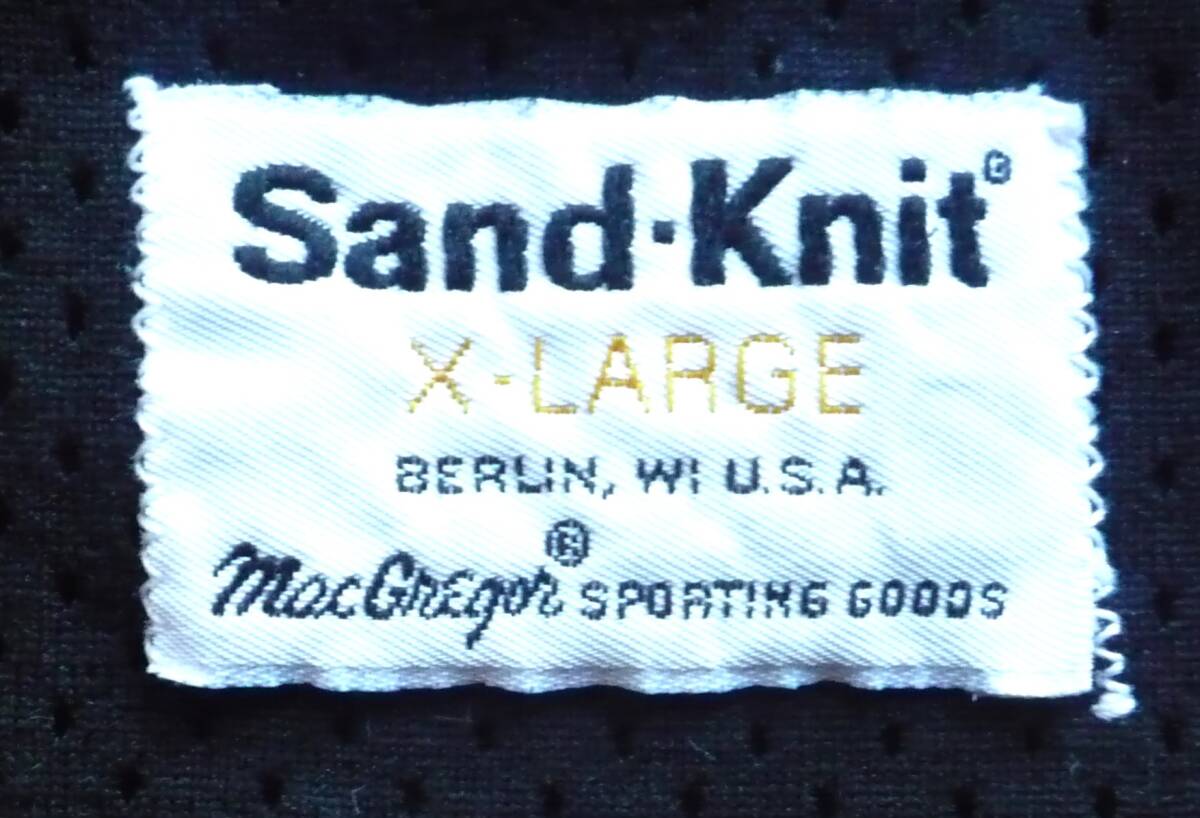 Sand·Knit®
X-LARGE
BERLIN, WI U.S.A.
MacGregor® SPORTING GOODS